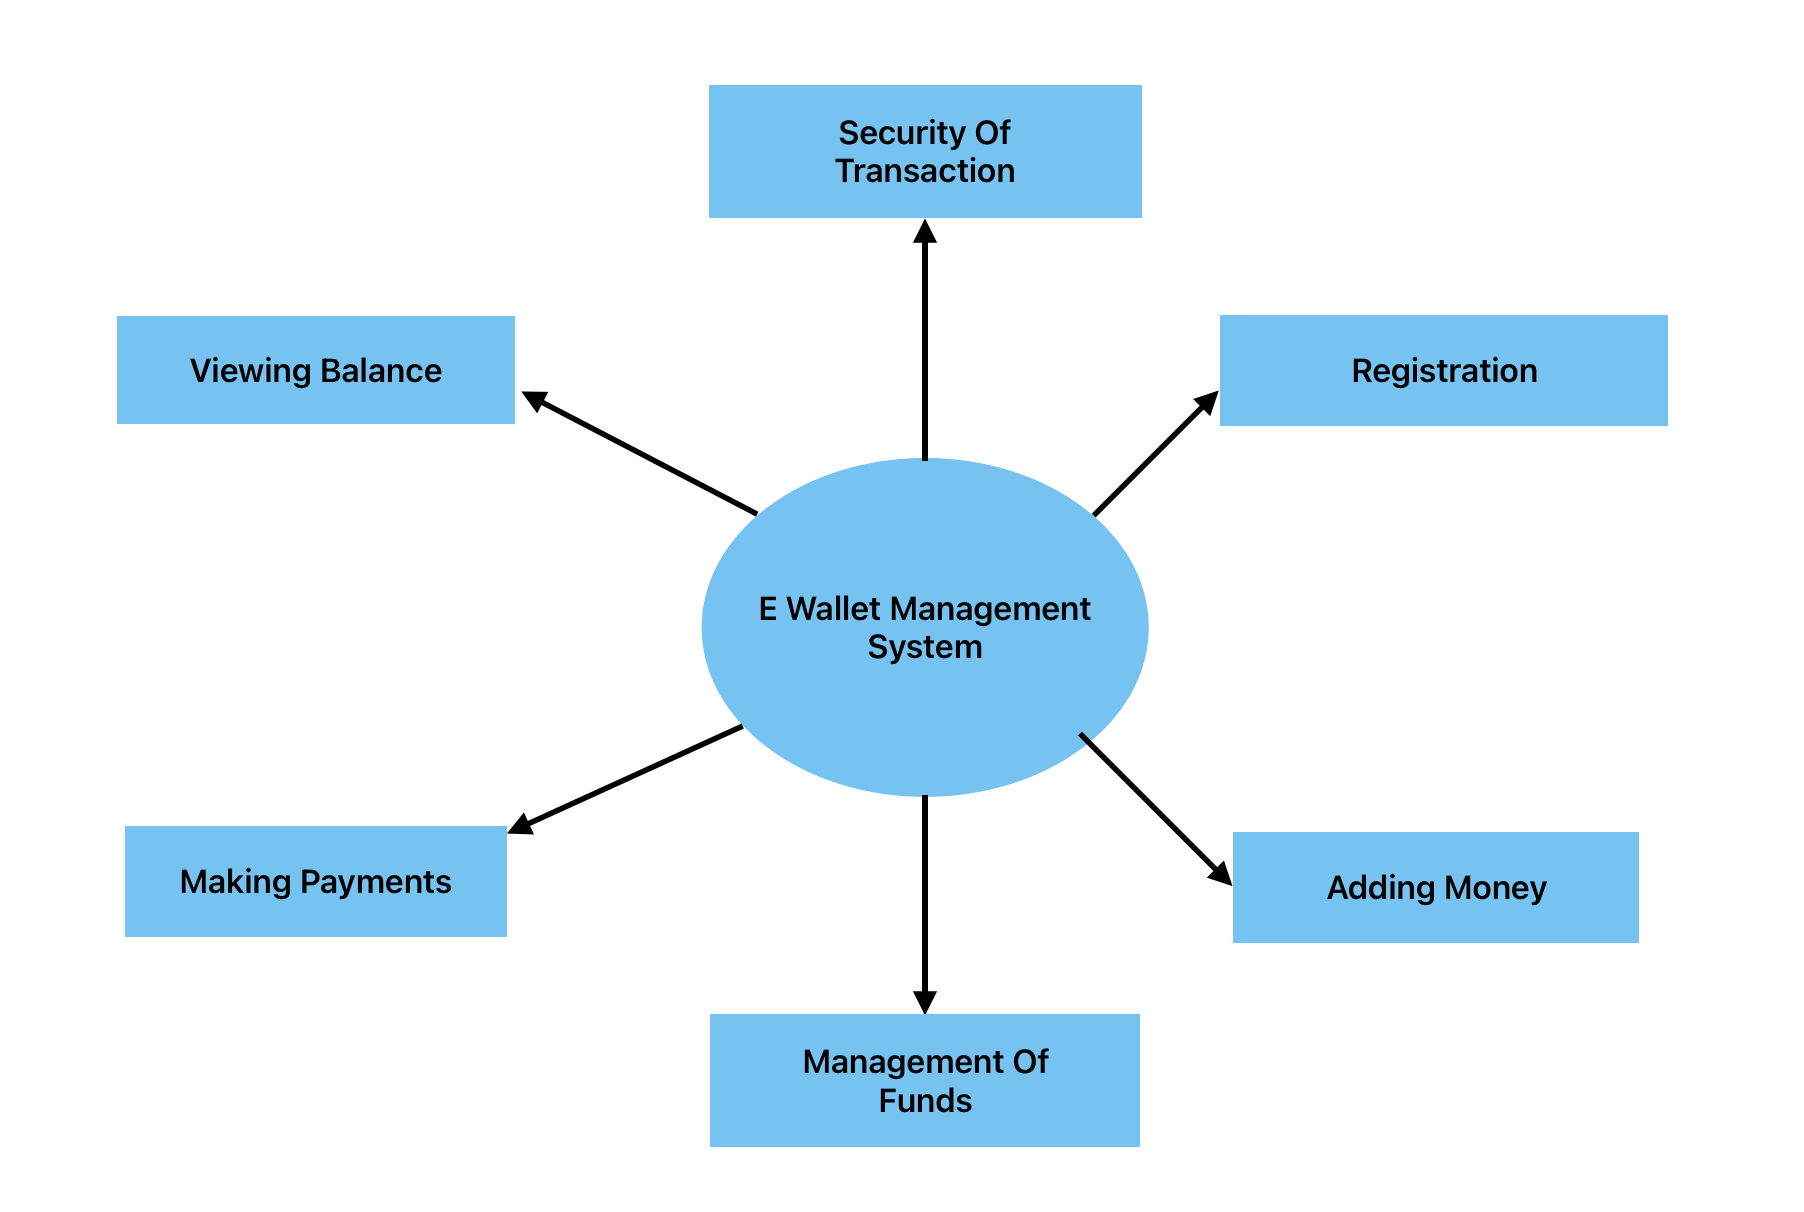 Security Of
Transaction
Viewing Balance
Registration
E Wallet Management
System
Making Payments
Adding Money
Management Of
Funds